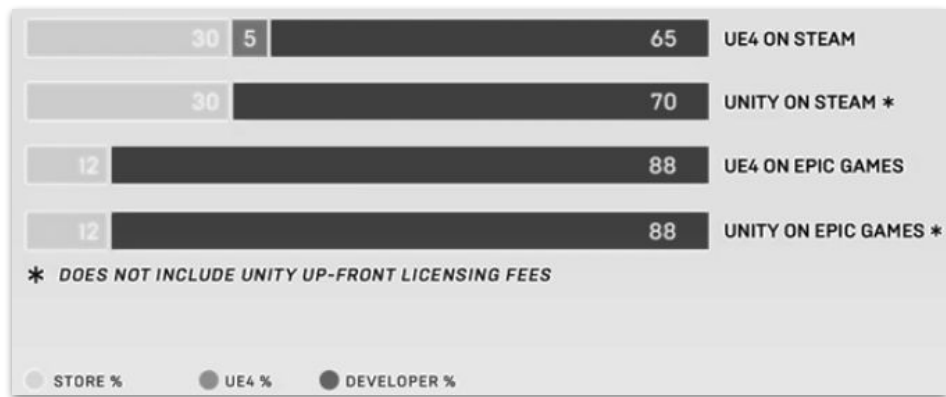 30 5 65 UE4 ON STEAM
30 70 UNITY ON STEAM *
12 88 UE4 ON EPIC GAMES
12 88 UNITY ON EPIC GAMES *
* DOES NOT INCLUDE UNITY UP-FRONT LICENSING FEES
STORE % UE4 % DEVELOPER %